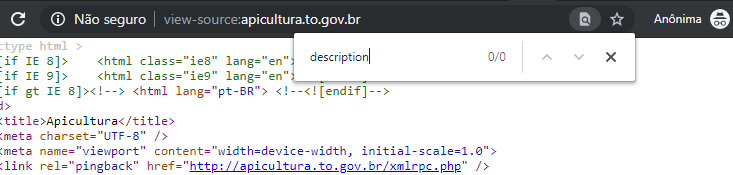 Não seguro | view-source:apicultura.to.gov.br Anônima
description 0/0
ctype html >
[if IE 8]> <html class="ie8" lang="en">
[if IE 9]> <html class="ie9" lang="en">
[if gt IE 8]><!--> <html lang="pt-BR"> <!--<![endif]-->
d>
<title>Apicultura</title>
<meta charset="UTF-8" />
<meta name="viewport" content="width=device-width, initial-scale=1.0">
<link rel="pingback" href="http://apicultura.to.gov.br/xmlrpc.php" />